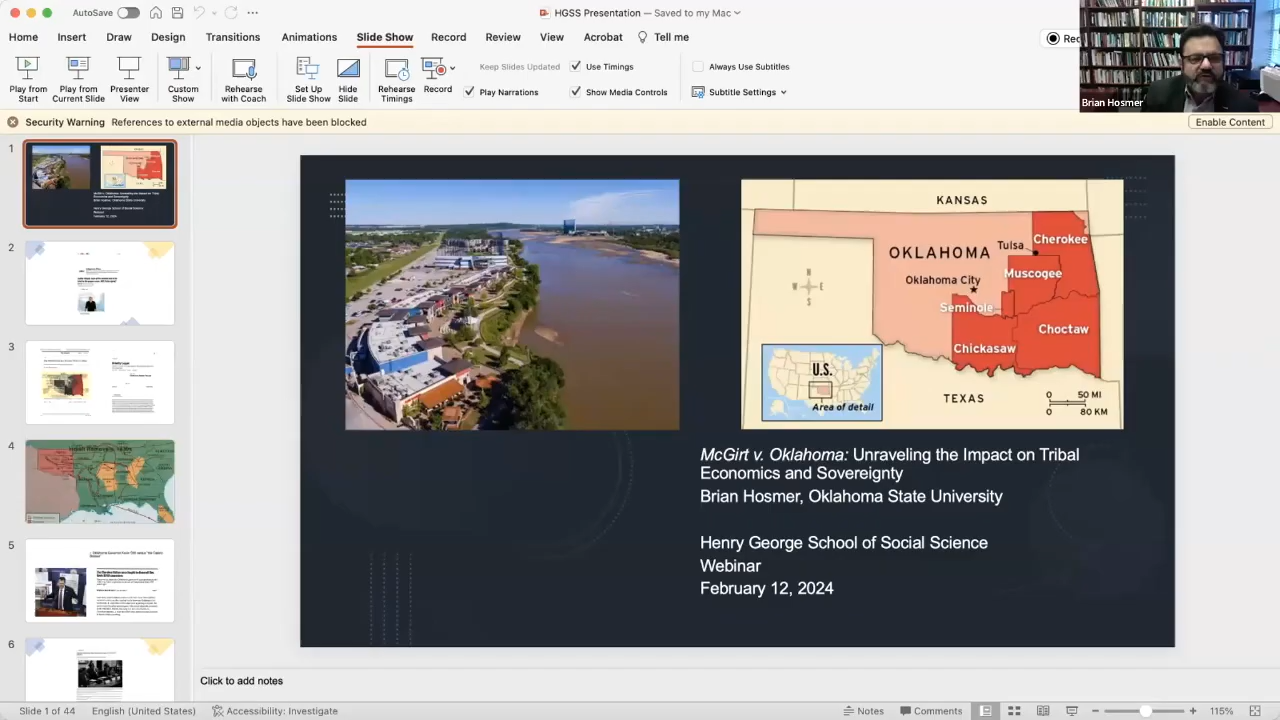 AutoSave
HGSS Presentation — Saved to my Mac
Home Insert Draw Design Transitions Animations Slide Show Record Review View Acrobat Tell me
Rec
Brian Hosmer
Play from Start
Play from Current Slide
Presenter View
Custom Show
Rehearse with Coach
Set Up Slide Show
Hide Slide
Rehearse Timings
Record
Keep Slides Updated
Use Timings
Play Narrations
Show Media Controls
Always Use Subtitles
Subtitle Settings
Security Warning References to external media objects have been blocked
Enable Content
1
2
3
4
5
6
KANSAS
OKLAHOMA
Tulsa
Cherokee
Oklahoma City
Muscogee
W E
S
Seminole
Choctaw
Chickasaw
U.S.
Area of detail
TEXAS
0 50 MI
0 80 KM
McGirt v. Oklahoma: Unraveling the Impact on Tribal
Economics and Sovereignty
Brian Hosmer, Oklahoma State University
Henry George School of Social Science
Webinar
February 12, 2024
Click to add notes
Slide 1 of 44 English (United States) Accessibility: Investigate
Notes Comments 115%